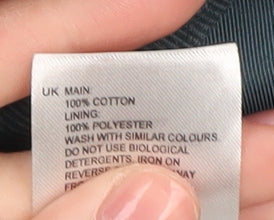 UK MAIN:
100% COTTON
LINING:
100% POLYESTER
WASH WITH SIMILAR COLOURS.
DO NOT USE BIOLOGICAL
DETERGENTS. IRON ON
REVERSE